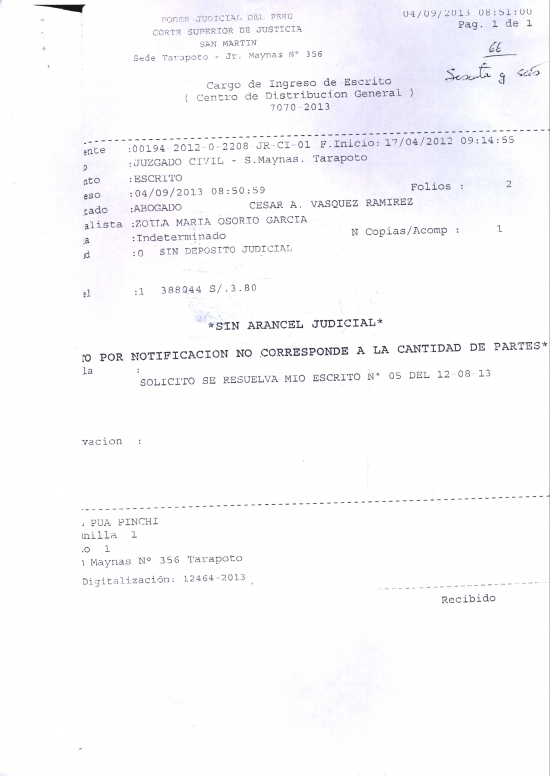 PODER JUDICIAL DEL PERU
CORTE SUPERIOR DE JUSTICIA
SAN MARTIN
Sede Tarapoto - Jr. Maynas N° 356
04/09/2013 08:51:00
Pag. 1 de 1
66
Sesenta y seis
Cargo de Ingreso de Escrito
( Centro de Distribucion General )
7070-2013
ente :00194-2012-0-2208-JR-CI-01 F.Inicio: 17/04/2012 09:14:55
o :JUZGADO CIVIL - S.Maynas. Tarapoto
nto :ESCRITO
eso :04/09/2013 08:50:59 Folios : 2
tado :ABOGADO CESAR A. VASQUEZ RAMIREZ
alista :ZOILA MARIA OSORIO GARCIA
a :Indeterminado N Copias/Acomp : 1
d :0 SIN DEPOSITO JUDICIAL
el :1 388044 S/.3.80
*SIN ARANCEL JUDICIAL*
O POR NOTIFICACION NO CORRESPONDE A LA CANTIDAD DE PARTES*
la :
SOLICITO SE RESUELVA MIO ESCRITO N° 05 DEL 12-08-13
vacion :
PUA PINCHI
nilla 1
o 1
Maynas N° 356 Tarapoto
Digitalización: 12464-2013
Recibido